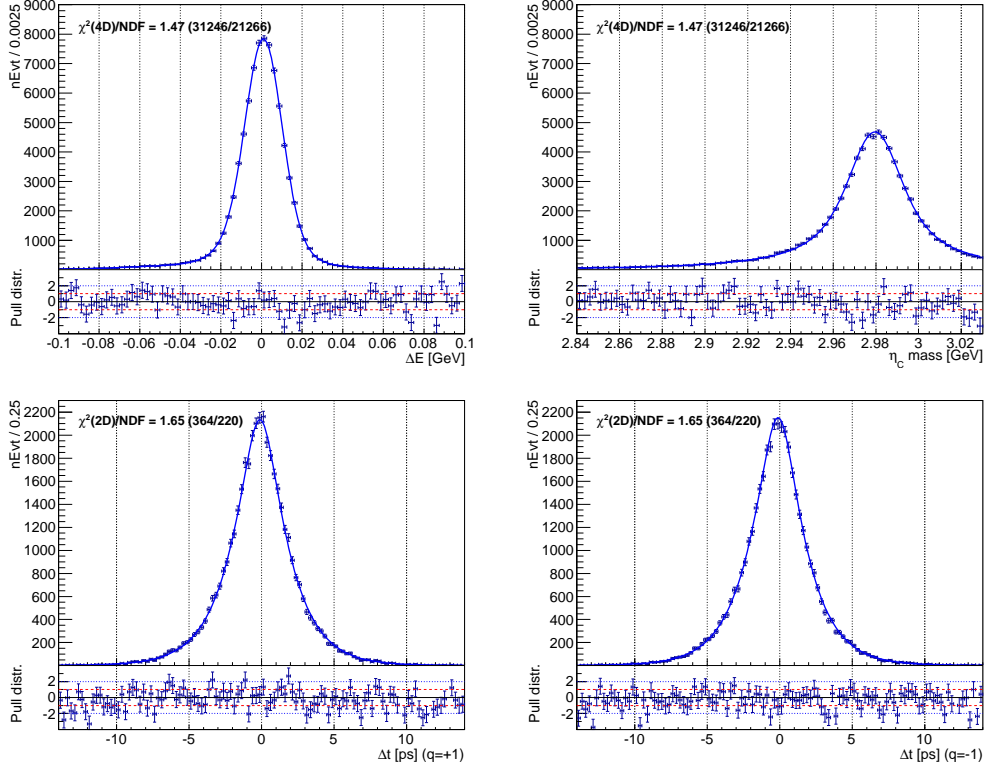 χ²(4D)/NDF = 1.47 (31246/21266)
nEvt / 0.0025
9000
8000
7000
6000
5000
4000
3000
2000
1000
Pull distr.
2
0
-2
-0.1 -0.08 -0.06 -0.04 -0.02 0 0.02 0.04 0.06 0.08 0.1
ΔE [GeV]
χ²(4D)/NDF = 1.47 (31246/21266)
nEvt / 0.0025
9000
8000
7000
6000
5000
4000
3000
2000
1000
Pull distr.
2
0
-2
2.84 2.86 2.88 2.9 2.92 2.94 2.96 2.98 3 3.02
η_C mass [GeV]
χ²(2D)/NDF = 1.65 (364/220)
nEvt / 0.25
2200
2000
1800
1600
1400
1200
1000
800
600
400
200
Pull distr.
2
0
-2
-10 -5 0 5 10
Δt [ps] (q=+1)
χ²(2D)/NDF = 1.65 (364/220)
nEvt / 0.25
2200
2000
1800
1600
1400
1200
1000
800
600
400
200
Pull distr.
2
0
-2
-10 -5 0 5 10
Δt [ps] (q=-1)